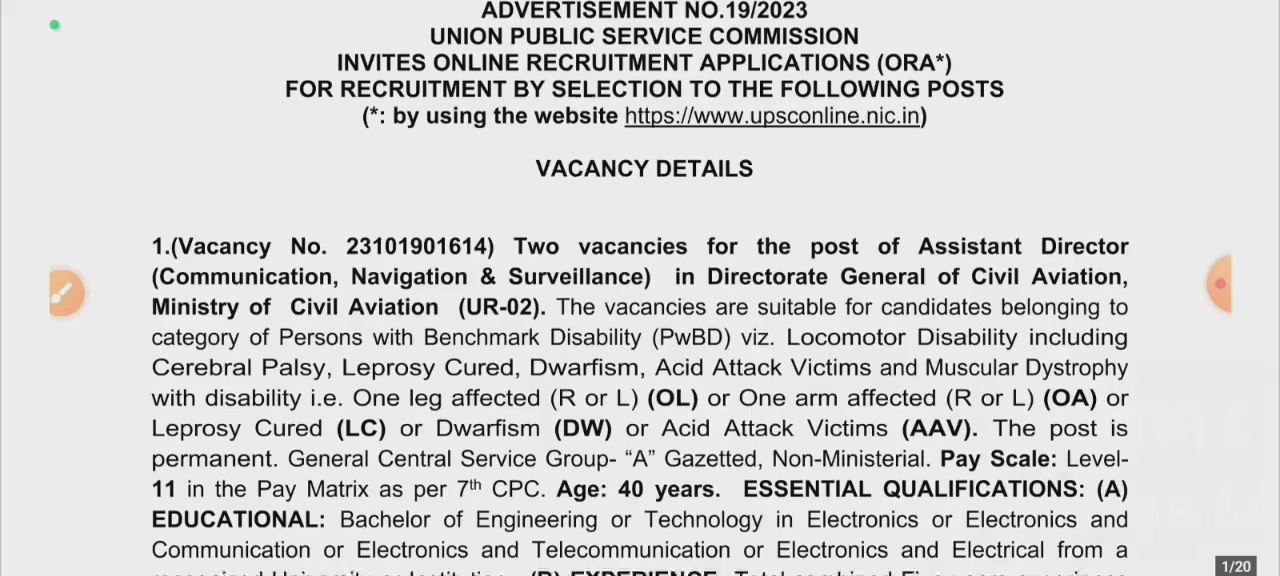 ADVERTISEMENT NO.19/2023
UNION PUBLIC SERVICE COMMISSION
INVITES ONLINE RECRUITMENT APPLICATIONS (ORA*)
FOR RECRUITMENT BY SELECTION TO THE FOLLOWING POSTS
(*: by using the website https://www.upsconline.nic.in)
VACANCY DETAILS
1.(Vacancy No. 23101901614) Two vacancies for the post of Assistant Director
(Communication, Navigation & Surveillance) in Directorate General of Civil Aviation,
Ministry of Civil Aviation (UR-02). The vacancies are suitable for candidates belonging to
category of Persons with Benchmark Disability (PwBD) viz. Locomotor Disability including
Cerebral Palsy, Leprosy Cured, Dwarfism, Acid Attack Victims and Muscular Dystrophy
with disability i.e. One leg affected (R or L) (OL) or One arm affected (R or L) (OA) or
Leprosy Cured (LC) or Dwarfism (DW) or Acid Attack Victims (AAV). The post is
permanent. General Central Service Group- “A” Gazetted, Non-Ministerial. Pay Scale: Level-
11 in the Pay Matrix as per 7th CPC. Age: 40 years. ESSENTIAL QUALIFICATIONS: (A)
EDUCATIONAL: Bachelor of Engineering or Technology in Electronics or Electronics and
Communication or Electronics and Telecommunication or Electronics and Electrical from a
1/20